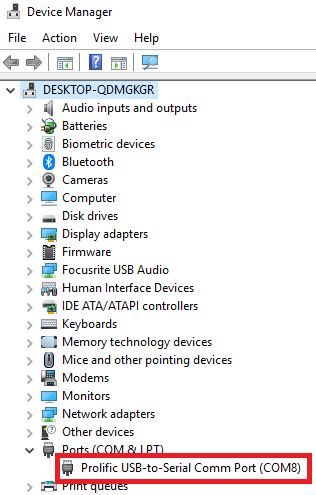 Device Manager
File Action View Help
DESKTOP-QDMGKGR
Audio inputs and outputs
Batteries
Biometric devices
Bluetooth
Cameras
Computer
Disk drives
Display adapters
Firmware
Focusrite USB Audio
Human Interface Devices
IDE ATA/ATAPI controllers
Keyboards
Memory technology devices
Mice and other pointing devices
Modems
Monitors
Network adapters
Other devices
Ports (COM & LPT)
Prolific USB-to-Serial Comm Port (COM8)
Print queues